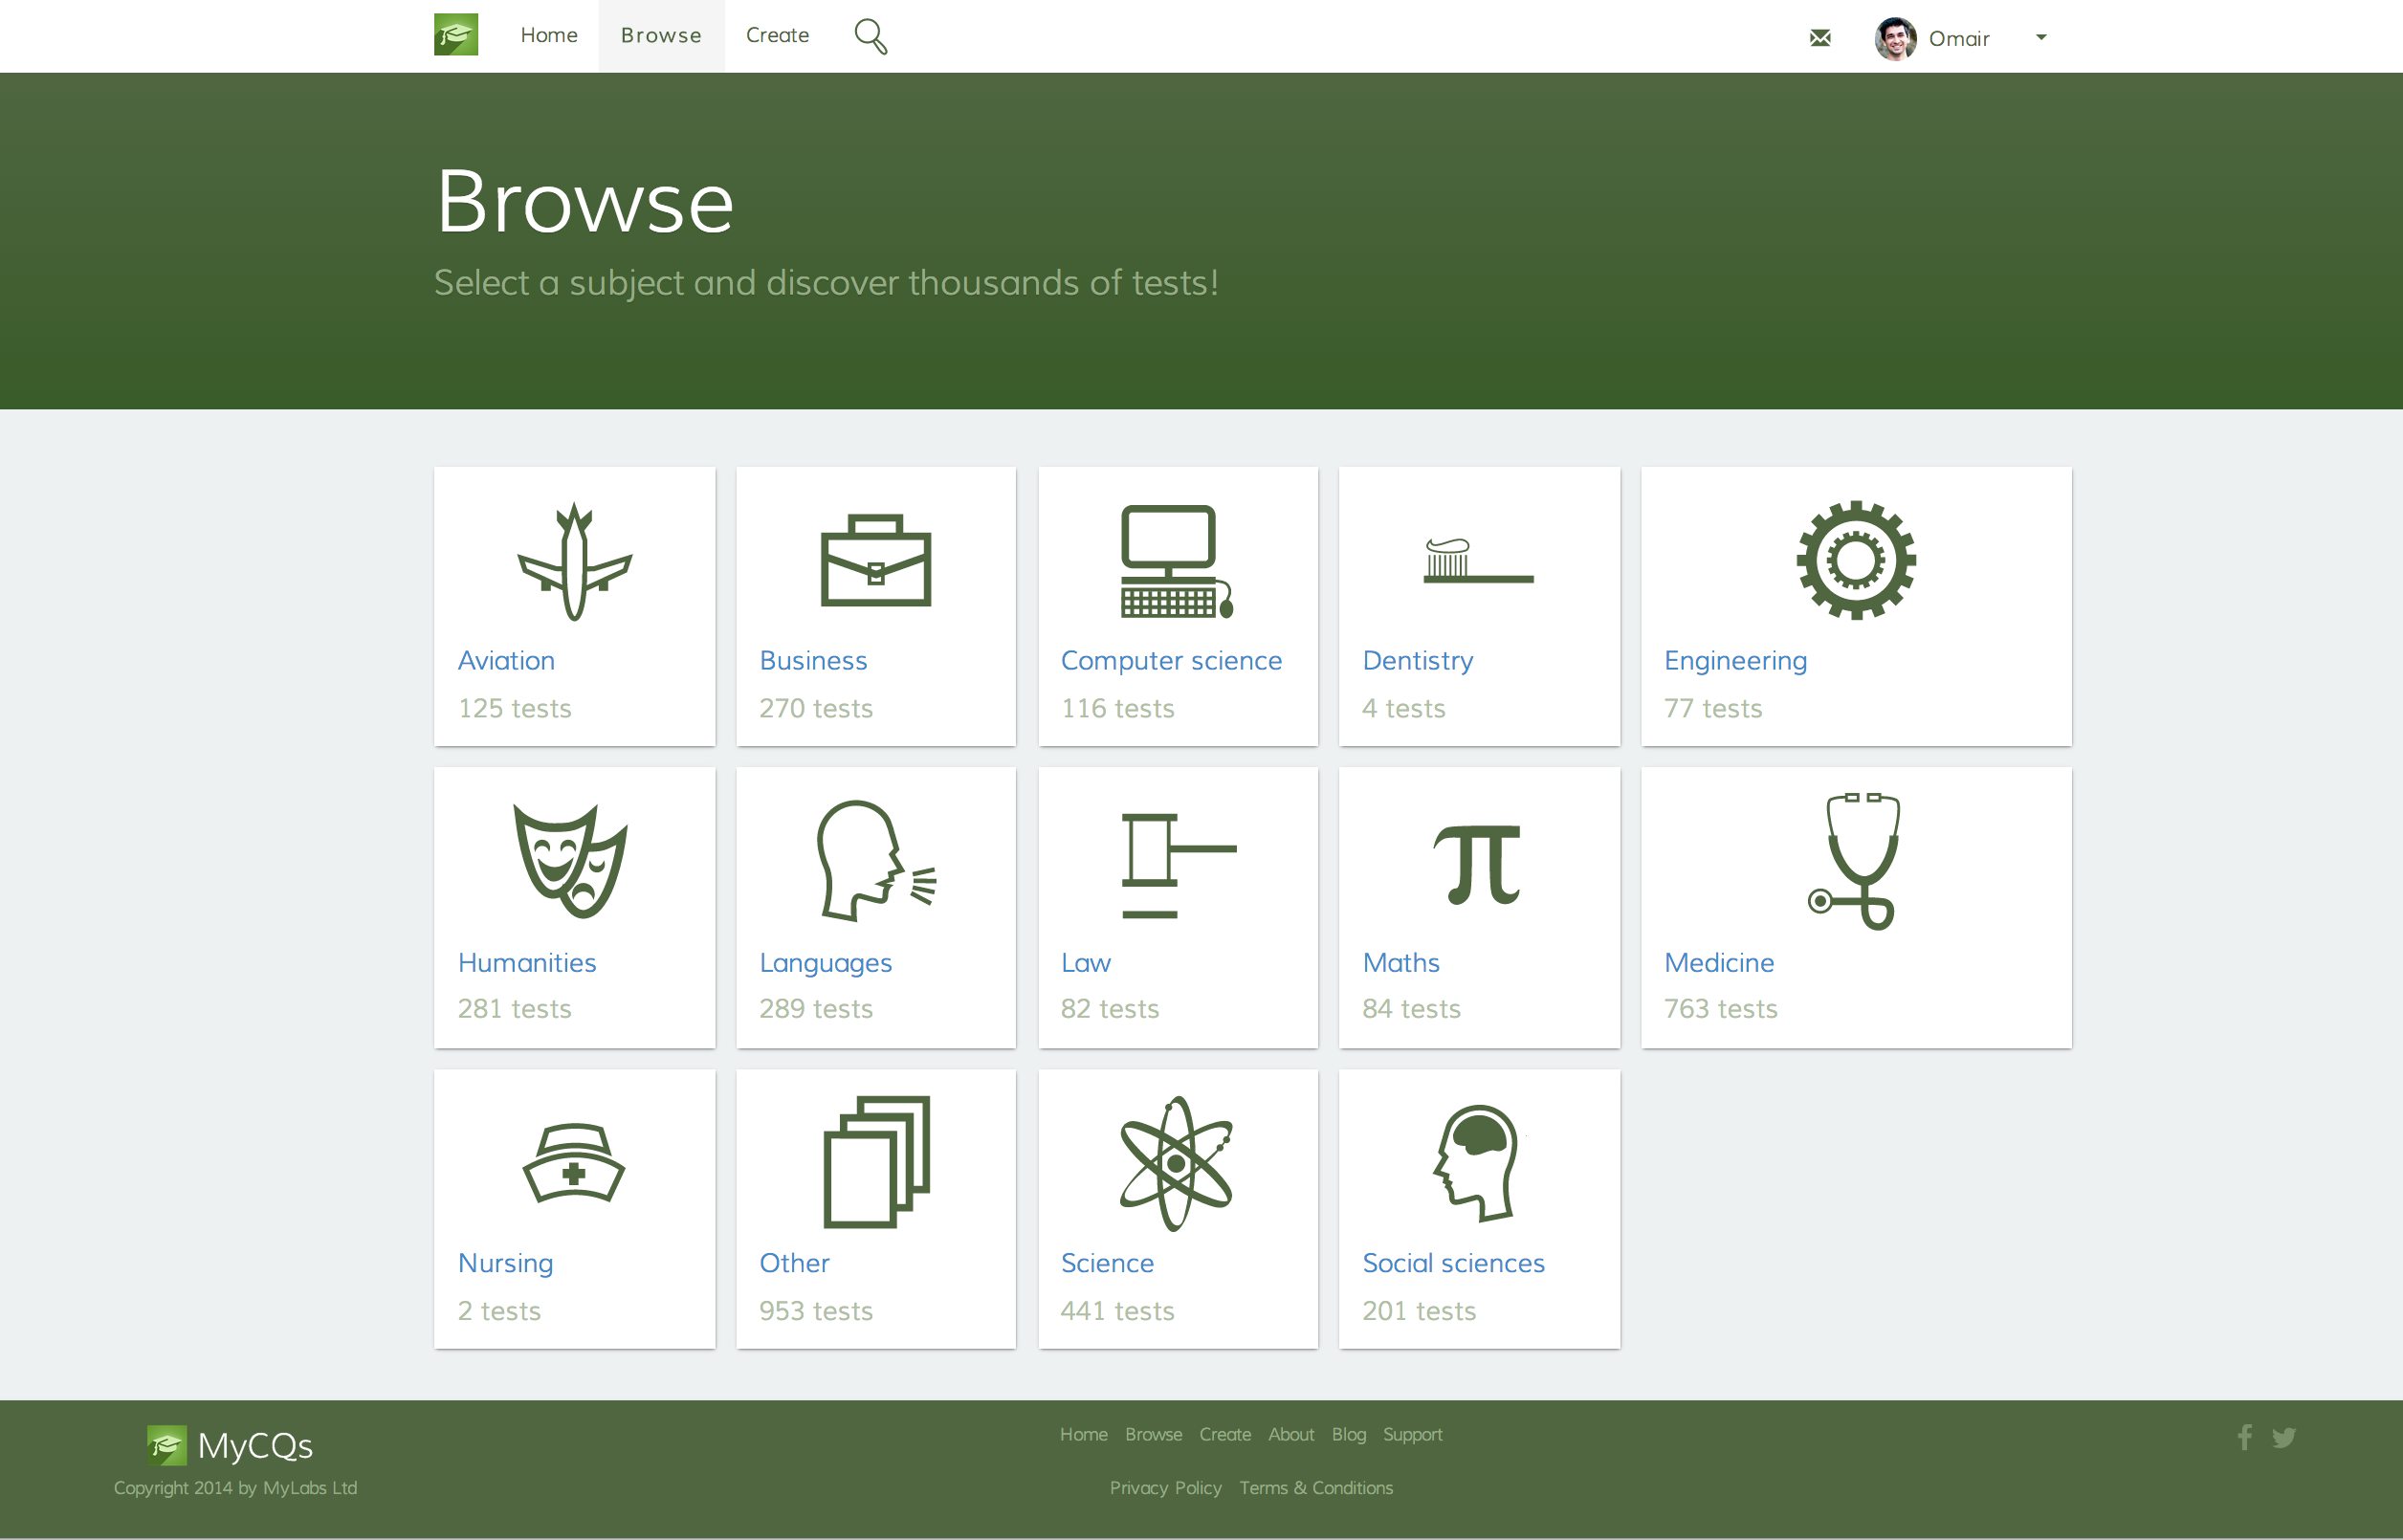 Home Browse Create Omair
Browse
Select a subject and discover thousands of tests!
Aviation
125 tests
Business
270 tests
Computer science
116 tests
Dentistry
4 tests
Engineering
77 tests
Humanities
281 tests
Languages
289 tests
Law
82 tests
Maths
84 tests
Medicine
763 tests
Nursing
2 tests
Other
953 tests
Science
441 tests
Social sciences
201 tests
MyCQs
Copyright 2014 by MyLabs Ltd
Home Browse Create About Blog Support
Privacy Policy Terms & Conditions